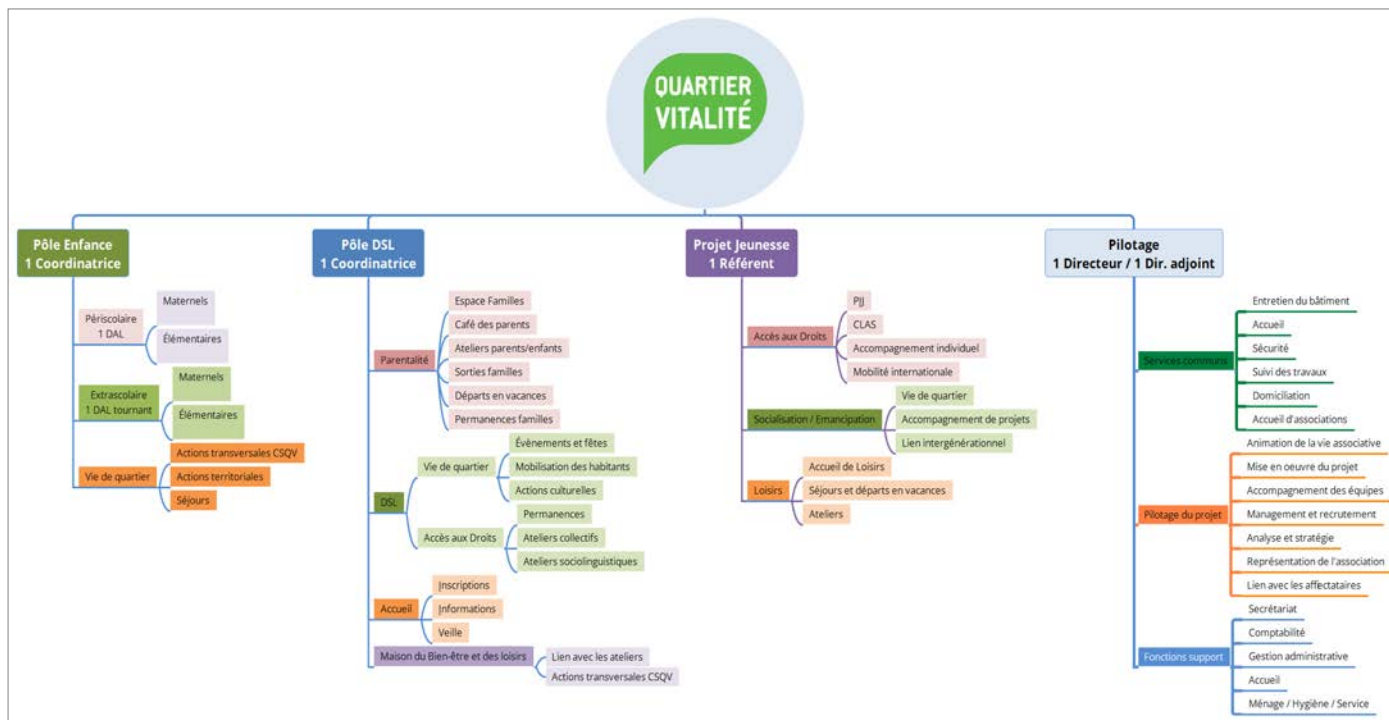 QUARTIER
VITALITÉ
Pôle Enfance
1 Coordinatrice
Périscolaire
1 DAL
Maternels
Élémentaires
Extrascolaire
1 DAL tournant
Maternels
Élémentaires
Vie de quartier
Actions transversales CSQV
Actions territoriales
Séjours
Pôle DSL
1 Coordinatrice
Parentalité
Espace Familles
Café des parents
Ateliers parents/enfants
Sorties familles
Départs en vacances
Permanences familles
DSL
Vie de quartier
Évènements et fêtes
Mobilisation des habitants
Actions culturelles
Accès aux Droits
Permanences
Ateliers collectifs
Ateliers sociolinguistiques
Accueil
Inscriptions
Informations
Veille
Maison du Bien-être et des loisirs
Lien avec les ateliers
Actions transversales CSQV
Projet Jeunesse
1 Référent
Accès aux Droits
PJJ
CLAS
Accompagnement individuel
Mobilité internationale
Socialisation / Emancipation
Vie de quartier
Accompagnement de projets
Lien intergénérationnel
Loisirs
Accueil de Loisirs
Séjours et départs en vacances
Ateliers
Pilotage
1 Directeur / 1 Dir. adjoint
Services communs
Entretien du bâtiment
Accueil
Sécurité
Suivi des travaux
Domiciliation
Accueil d'associations
Pilotage du projet
Animation de la vie associative
Mise en oeuvre du projet
Accompagnement des équipes
Management et recrutement
Analyse et stratégie
Représentation de l'association
Lien avec les affectataires
Fonctions support
Secrétariat
Comptabilité
Gestion administrative
Accueil
Ménage / Hygiène / Service